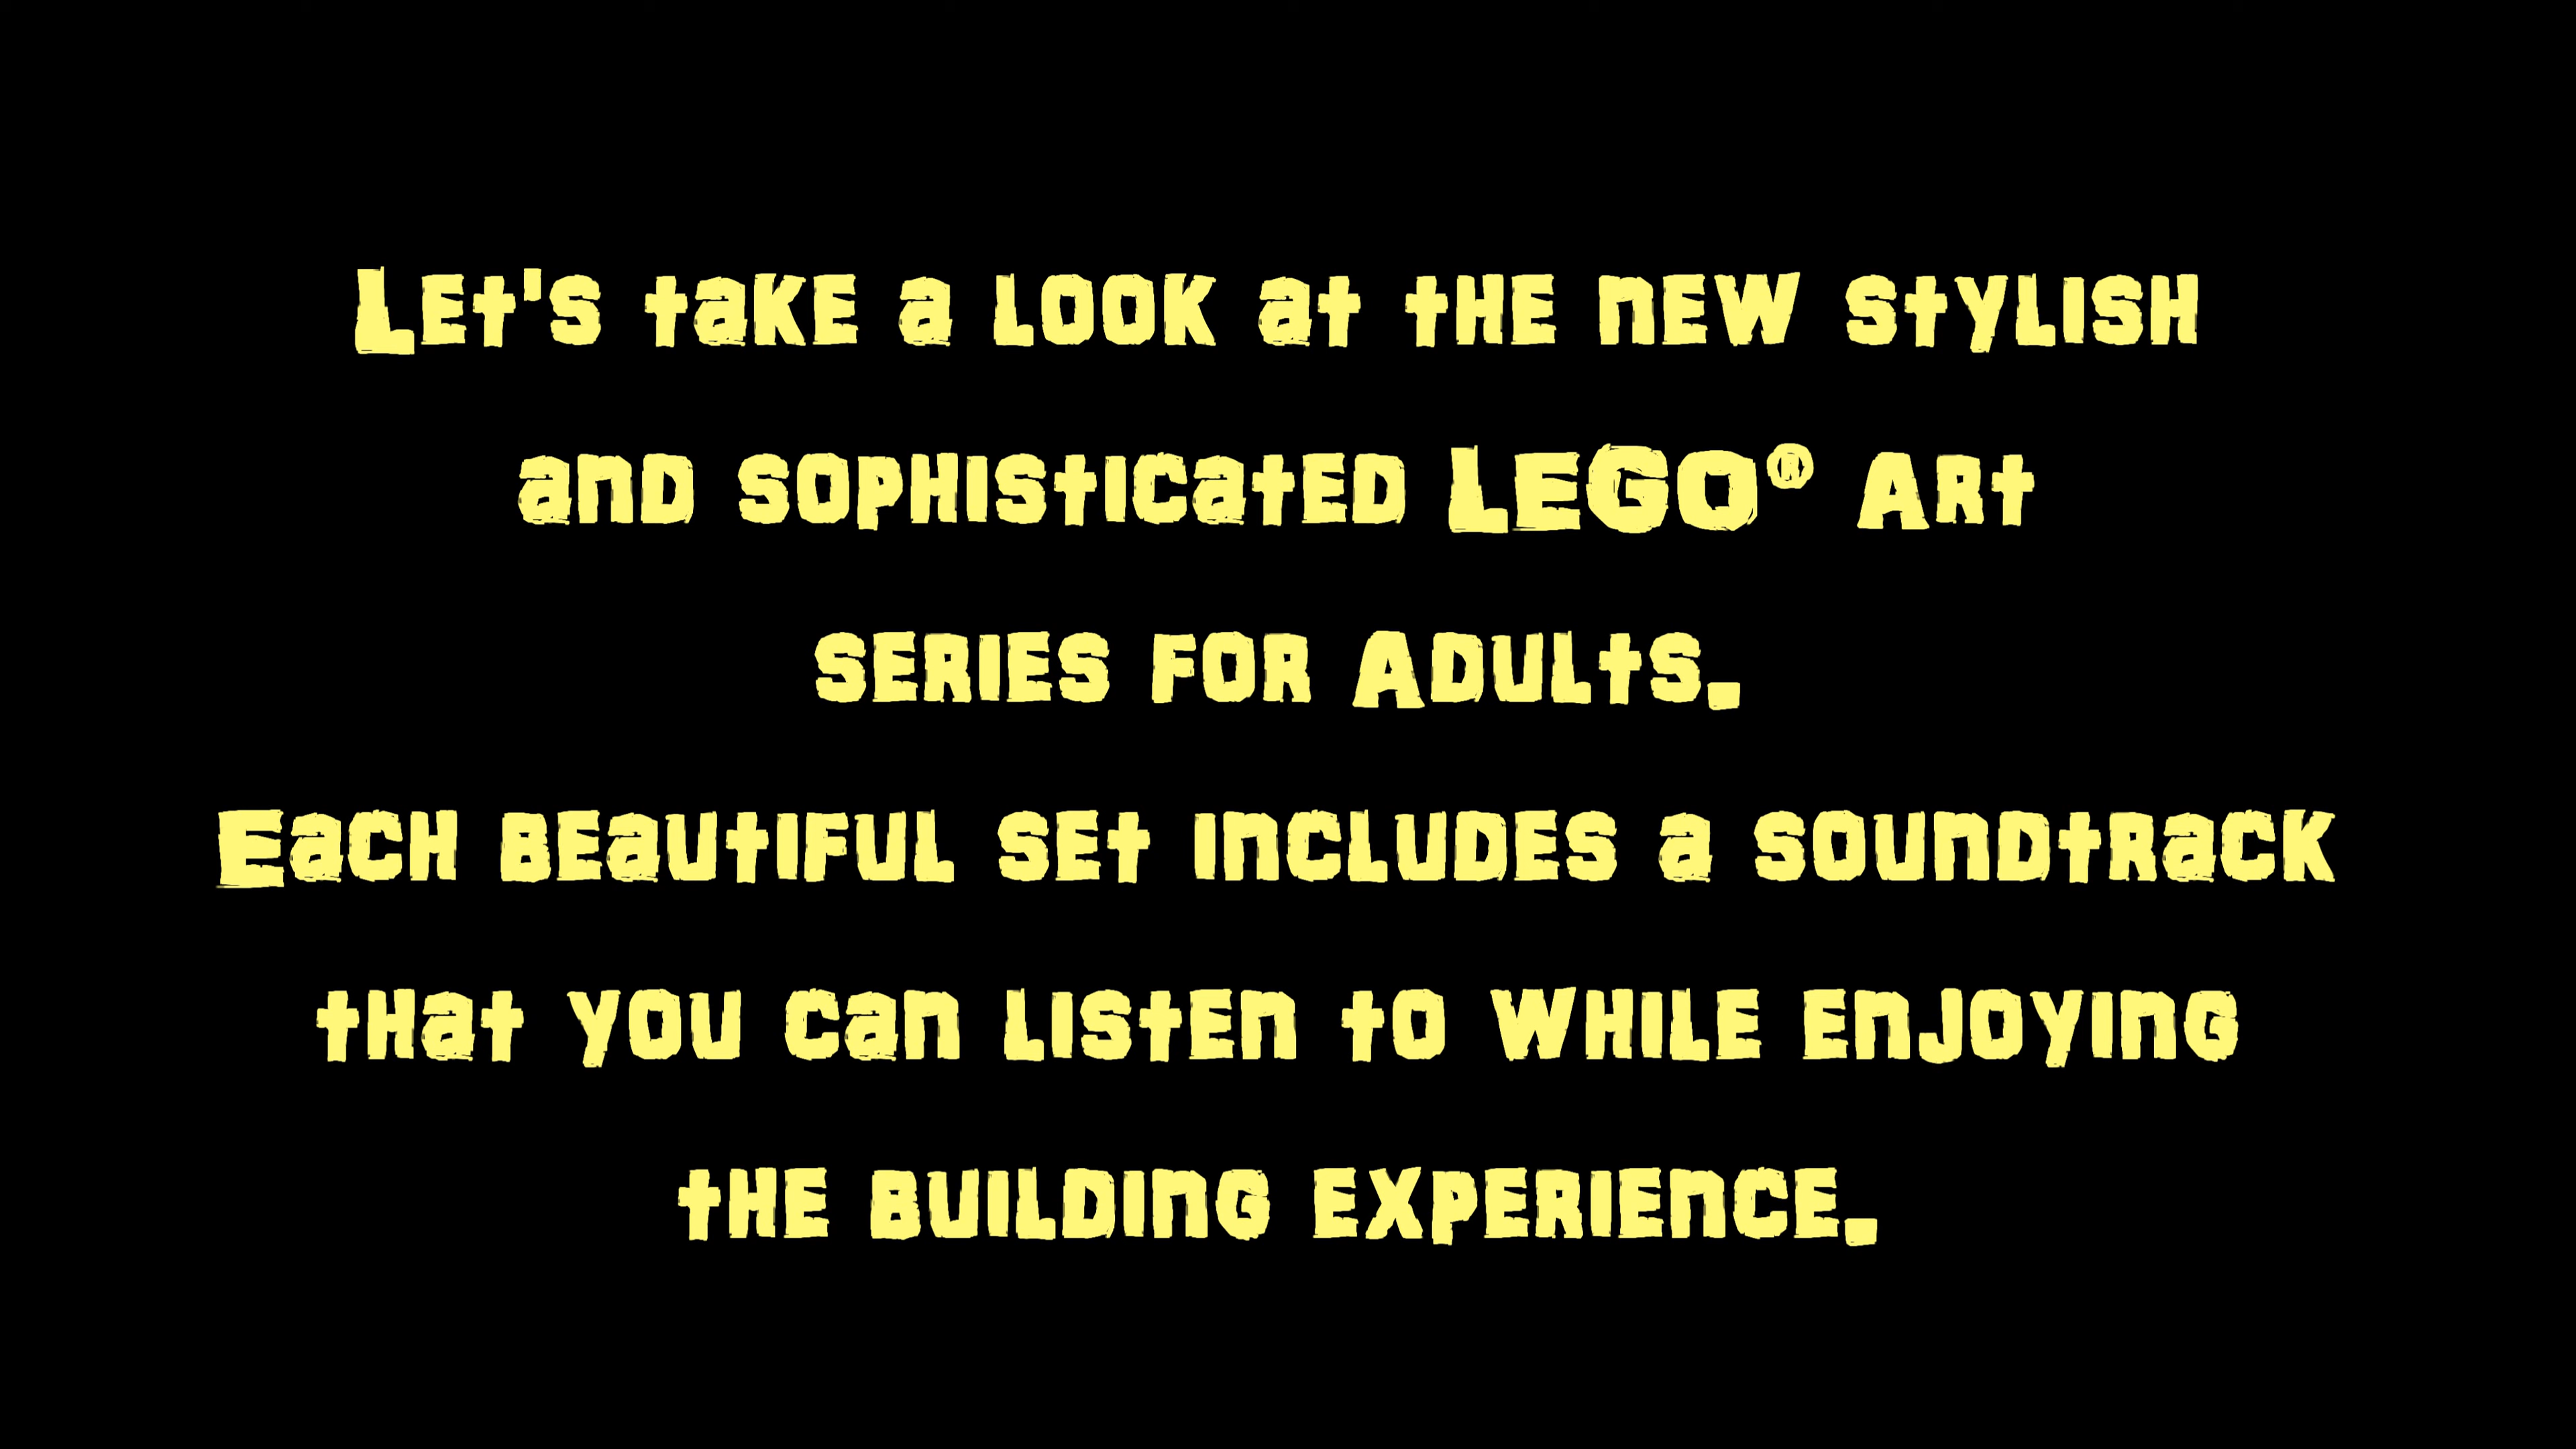 Let's take a look at the new stylish
and sophisticated LEGO® Art
series for Adults.
Each beautiful set includes a soundtrack
that you can listen to while enjoying
the building experience.